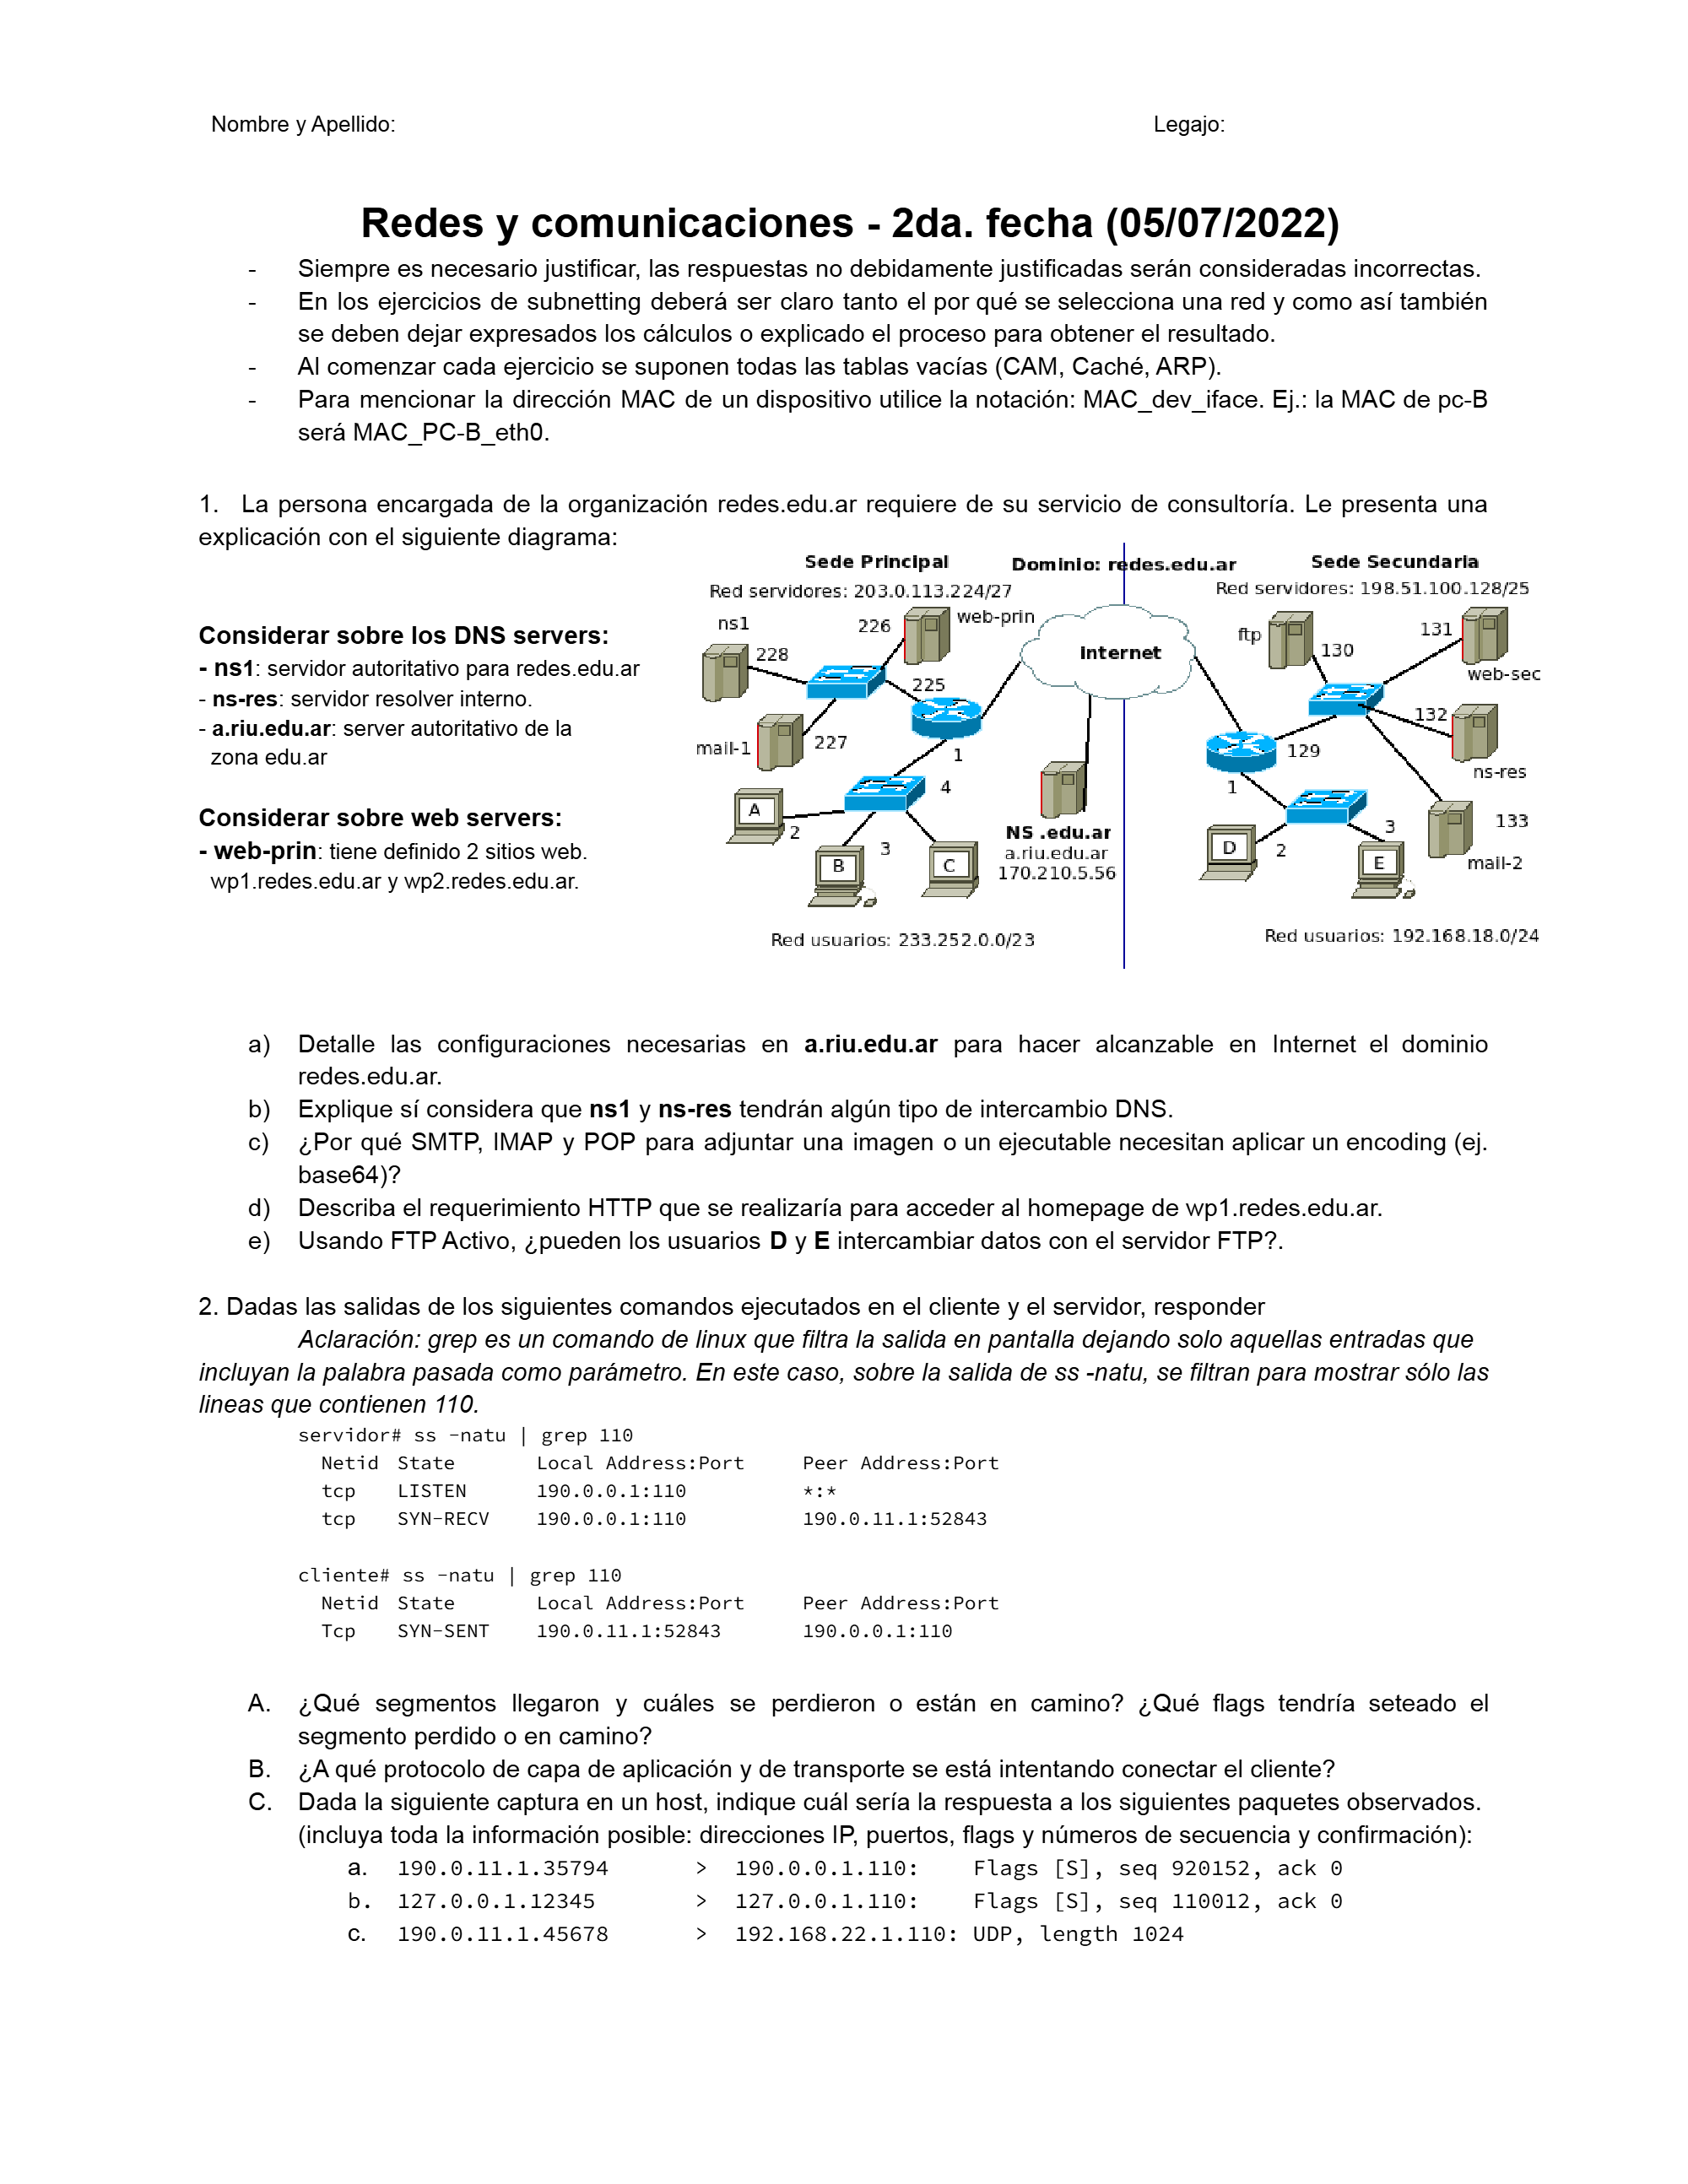 Nombre y Apellido: Legajo:
Redes y comunicaciones - 2da. fecha (05/07/2022)
- Siempre es necesario justificar, las respuestas no debidamente justificadas serán consideradas incorrectas.
- En los ejercicios de subnetting deberá ser claro tanto el por qué se selecciona una red y como así también
se deben dejar expresados los cálculos o explicado el proceso para obtener el resultado.
- Al comenzar cada ejercicio se suponen todas las tablas vacías (CAM, Caché, ARP).
- Para mencionar la dirección MAC de un dispositivo utilice la notación: MAC_dev_iface. Ej.: la MAC de pc-B
será MAC_PC-B_eth0.
1. La persona encargada de la organización redes.edu.ar requiere de su servicio de consultoría. Le presenta una
explicación con el siguiente diagrama:
Considerar sobre los DNS servers:
- ns1: servidor autoritativo para redes.edu.ar
- ns-res: servidor resolver interno.
- a.riu.edu.ar: server autoritativo de la
zona edu.ar
Considerar sobre web servers:
- web-prin: tiene definido 2 sitios web.
wp1.redes.edu.ar y wp2.redes.edu.ar.
Sede Principal
Dominio: redes.edu.ar
Sede Secundaria
Red servidores: 203.0.113.224/27
Red servidores: 198.51.100.128/25
ns1
226
web-prin
228
225
mail-1
227
1
4
A
2
B
3
C
Internet
NS .edu.ar
a.riu.edu.ar
170.210.5.56
Red usuarios: 233.252.0.0/23
ftp
130
131
web-sec
132
ns-res
129
1
133
mail-2
D
2
3
E
Red usuarios: 192.168.18.0/24
a) Detalle las configuraciones necesarias en a.riu.edu.ar para hacer alcanzable en Internet el dominio
redes.edu.ar.
b) Explique sí considera que ns1 y ns-res tendrán algún tipo de intercambio DNS.
c) ¿Por qué SMTP, IMAP y POP para adjuntar una imagen o un ejecutable necesitan aplicar un encoding (ej.
base64)?
d) Describa el requerimiento HTTP que se realizaría para acceder al homepage de wp1.redes.edu.ar.
e) Usando FTP Activo, ¿pueden los usuarios D y E intercambiar datos con el servidor FTP?.
2. Dadas las salidas de los siguientes comandos ejecutados en el cliente y el servidor, responder
Aclaración: grep es un comando de linux que filtra la salida en pantalla dejando solo aquellas entradas que
incluyan la palabra pasada como parámetro. En este caso, sobre la salida de ss -natu, se filtran para mostrar sólo las
lineas que contienen 110.
servidor# ss -natu | grep 110
Netid State Local Address:Port Peer Address:Port
tcp LISTEN 190.0.0.1:110 *:*
tcp SYN-RECV 190.0.0.1:110 190.0.11.1:52843
cliente# ss -natu | grep 110
Netid State Local Address:Port Peer Address:Port
Tcp SYN-SENT 190.0.11.1:52843 190.0.0.1:110
A. ¿Qué segmentos llegaron y cuáles se perdieron o están en camino? ¿Qué flags tendría seteado el
segmento perdido o en camino?
B. ¿A qué protocolo de capa de aplicación y de transporte se está intentando conectar el cliente?
C. Dada la siguiente captura en un host, indique cuál sería la respuesta a los siguientes paquetes observados.
(incluya toda la información posible: direcciones IP, puertos, flags y números de secuencia y confirmación):
a. 190.0.11.1.35794 > 190.0.0.1.110: Flags [S], seq 920152, ack 0
b. 127.0.0.1.12345 > 127.0.0.1.110: Flags [S], seq 110012, ack 0
c. 190.0.11.1.45678 > 192.168.22.1.110: UDP, length 1024